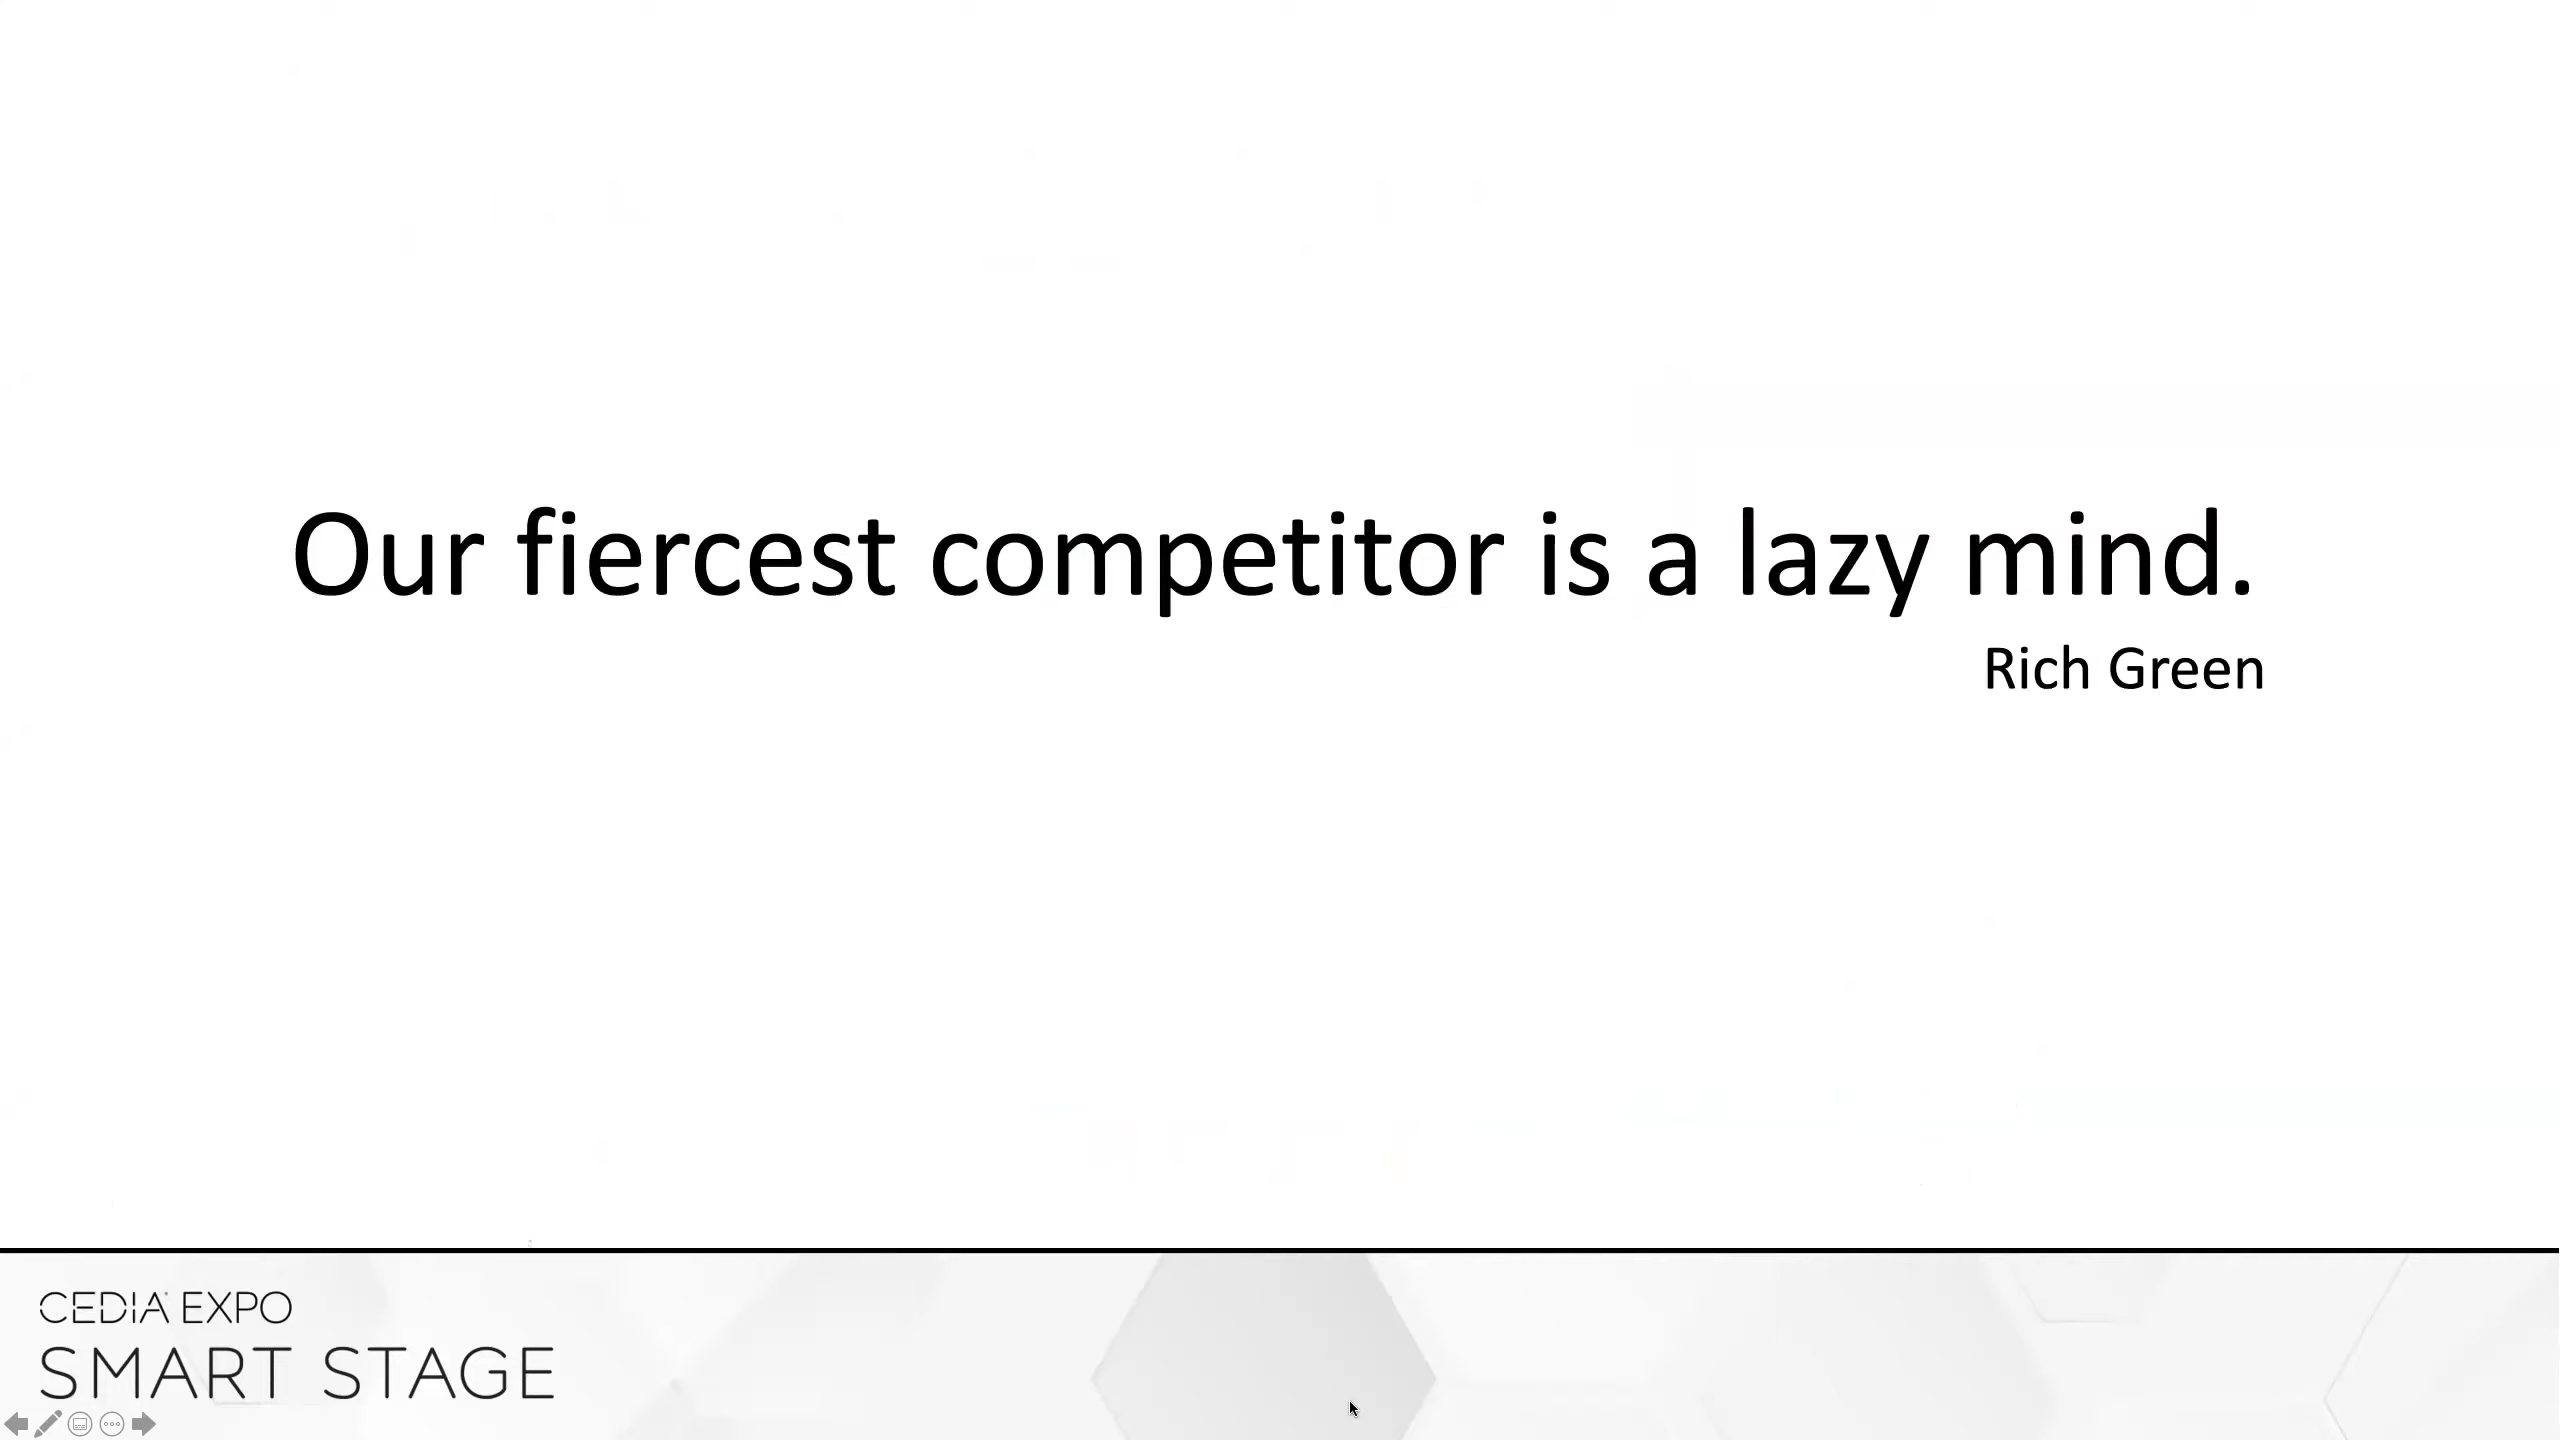 Our fiercest competitor is a lazy mind.
Rich Green
CEDIA EXPO
SMART STAGE